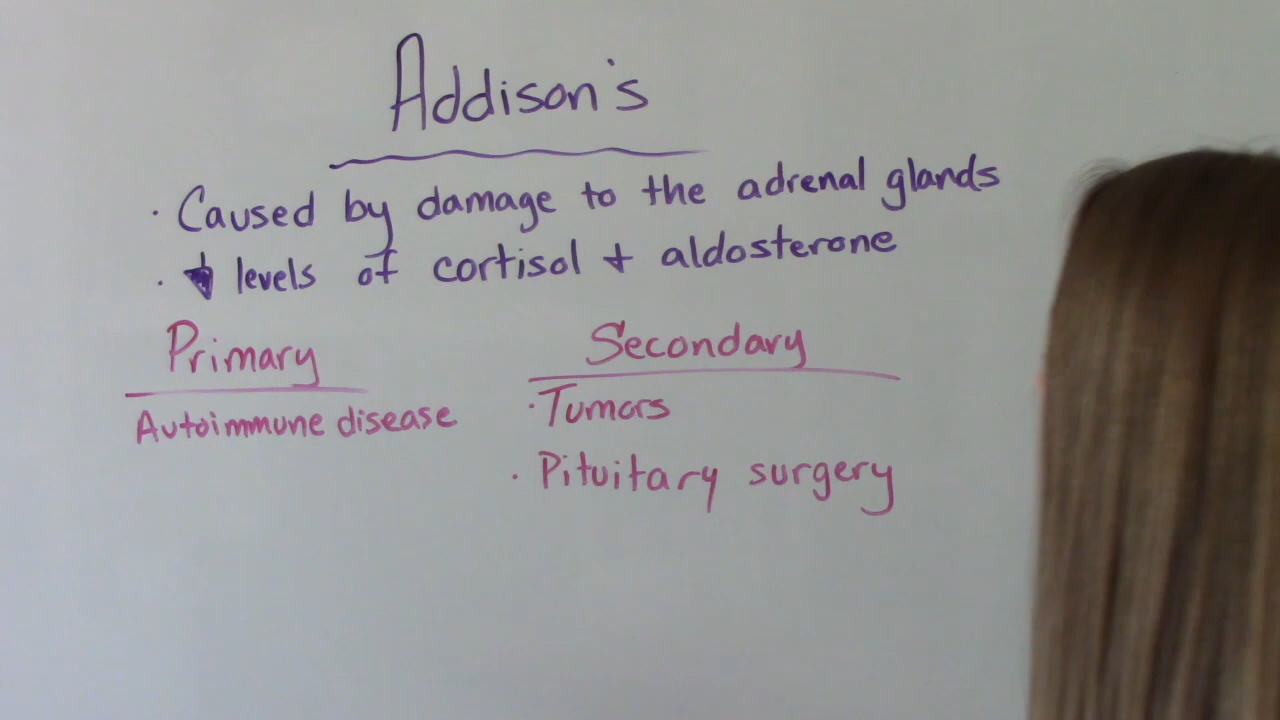 Addison's
· Caused by damage to the adrenal glands
· ↓ levels of cortisol + aldosterone
Primary
Autoimmune disease
Secondary
· Tumors
· Pituitary surgery